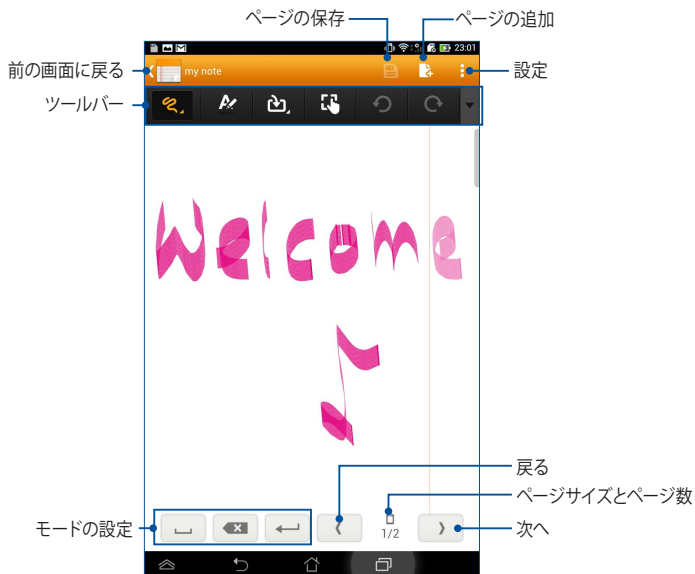 ページの保存
ページの追加
23:01
前の画面に戻る
my note
設定
ツールバー
Welcome
戻る
ページサイズとページ数
モードの設定
1/2
次へ